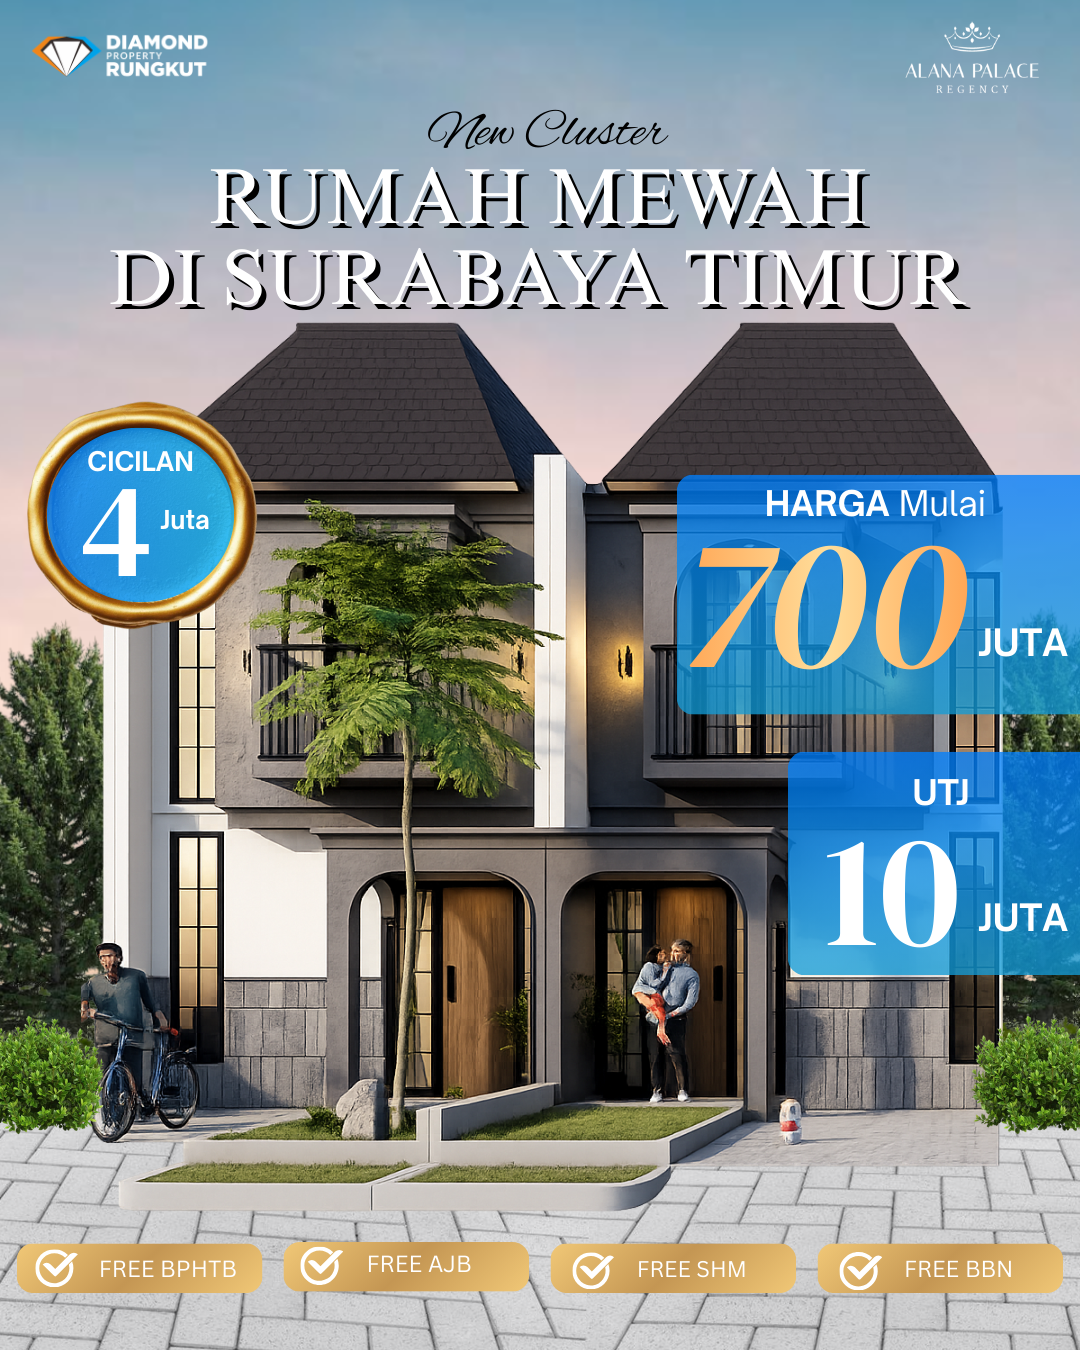 DIAMOND
PROPERTY
RUNGKUT
ALANA PALACE
REGENCY
New Cluster
RUMAH MEWAH
DI SURABAYA TIMUR
CICILAN
4 Juta
HARGA Mulai
700 JUTA
UTJ
10 JUTA
FREE BPHTB
FREE AJB
FREE SHM
FREE BBN